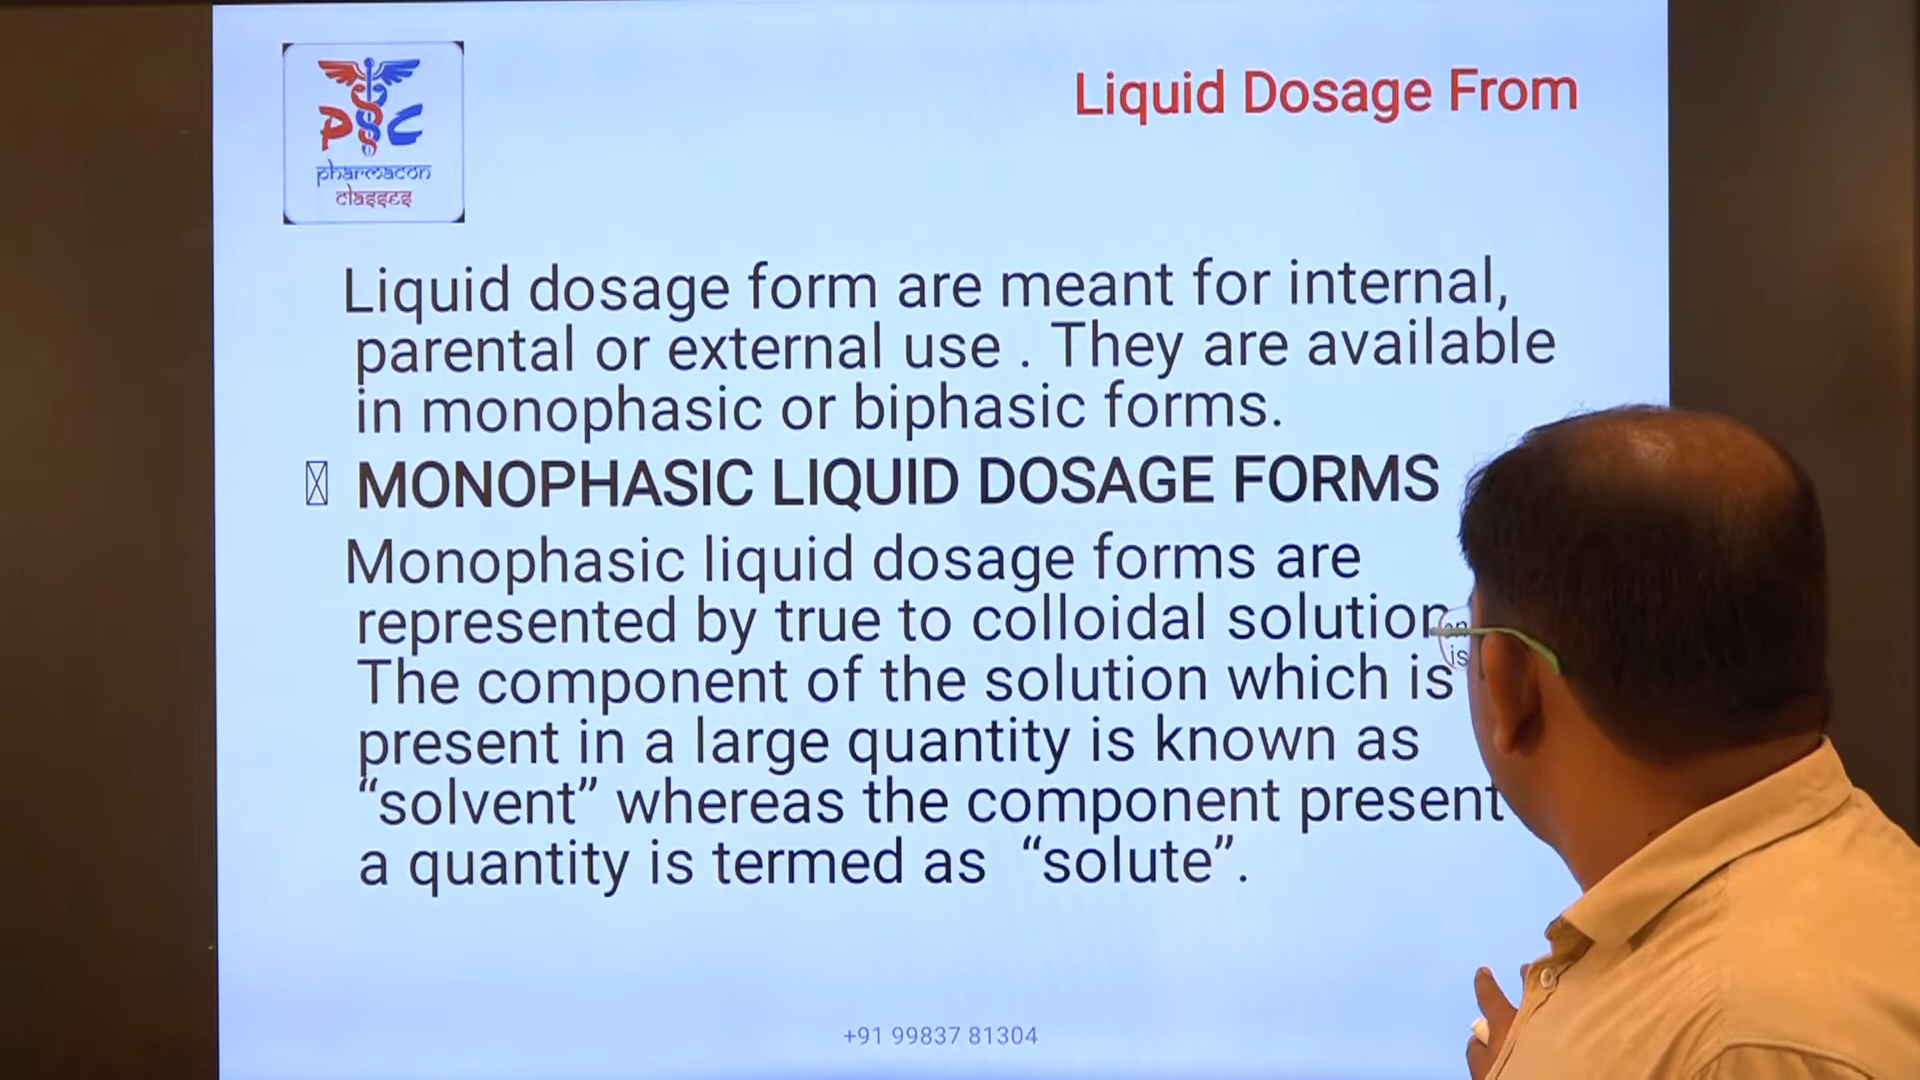 P C
pharmacon
classes
Liquid Dosage From
Liquid dosage form are meant for internal,
parental or external use . They are available
in monophasic or biphasic forms.
MONOPHASIC LIQUID DOSAGE FORMS
Monophasic liquid dosage forms are
represented by true to colloidal solution
The component of the solution which is
present in a large quantity is known as
“solvent” whereas the component present
a quantity is termed as “solute”.
+91 99837 81304